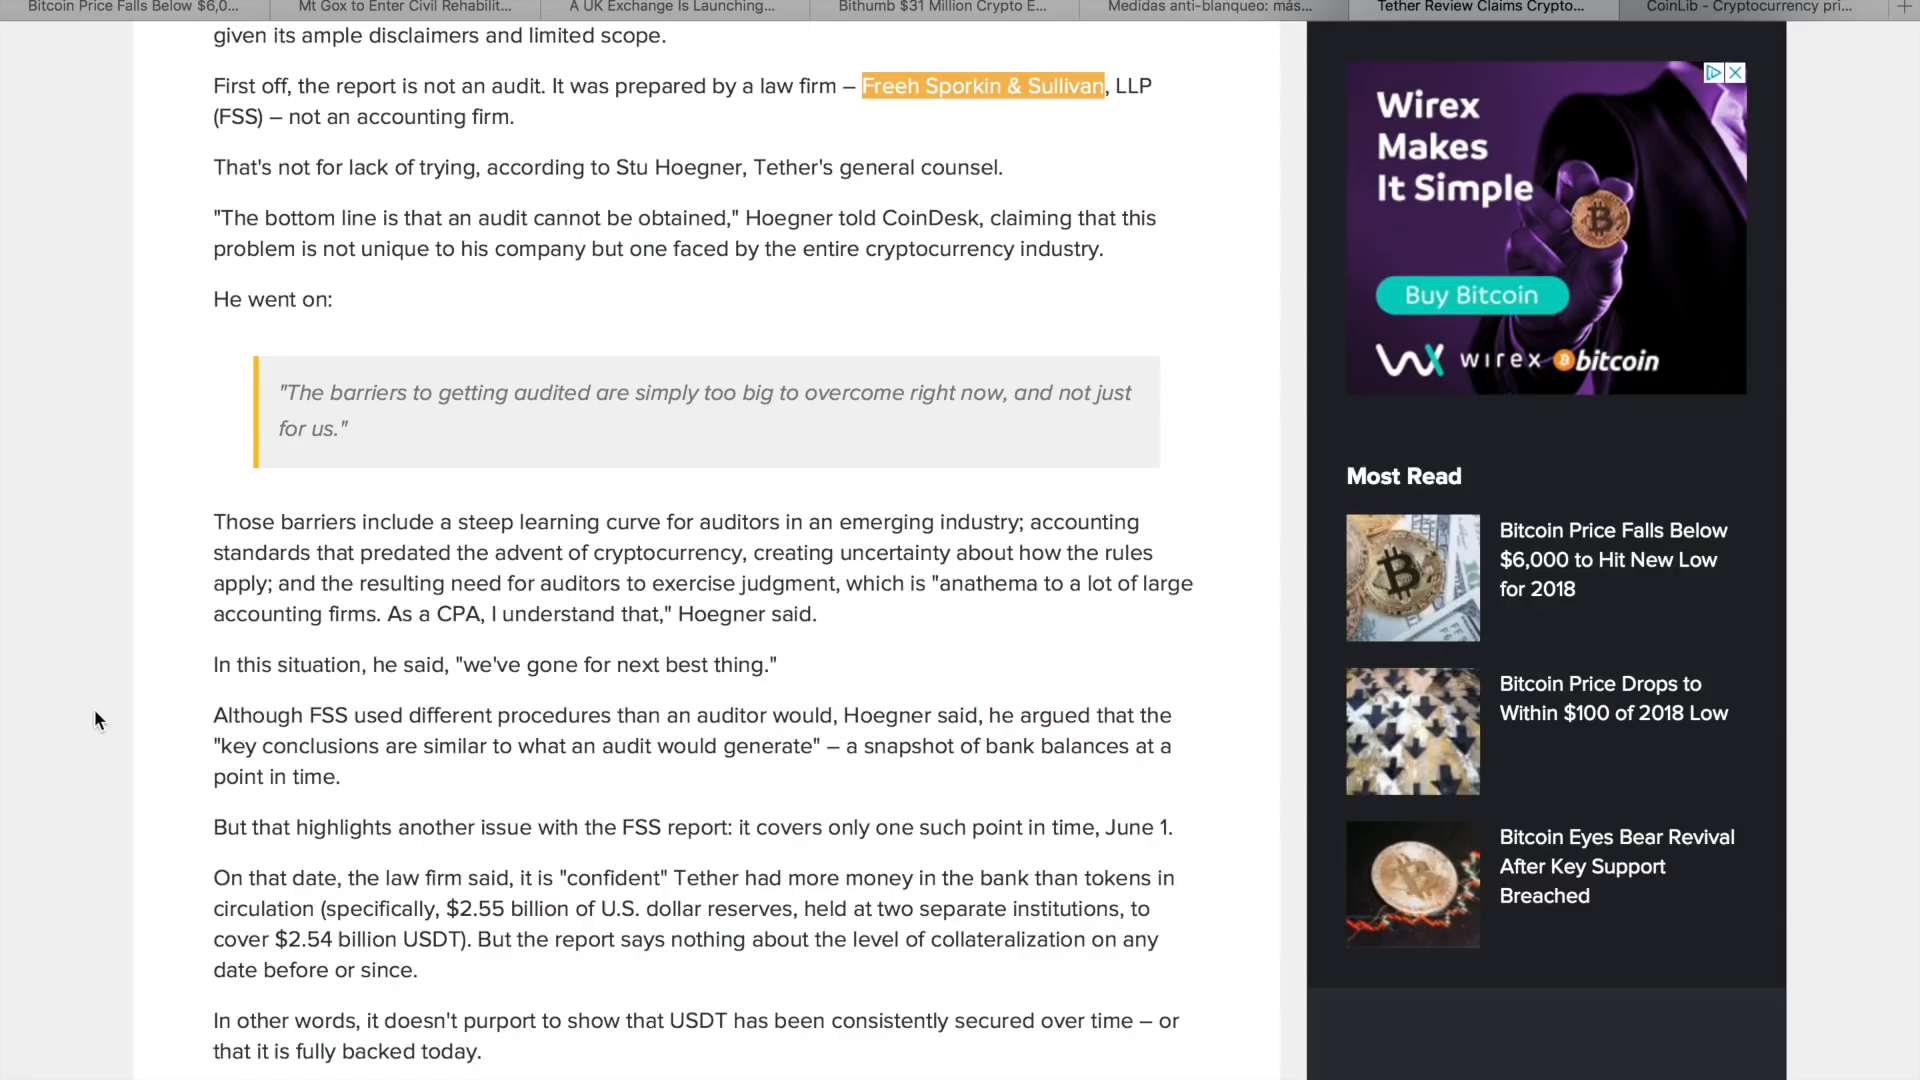 Bitcoin Price Falls Below $6,0...
Mt Gox to Enter Civil Rehabilit...
A UK Exchange Is Launching...
Bithumb $31 Million Crypto E...
Medidas anti-blanqueo: más...
Tether Review Claims Crypto...
CoinLib - Cryptocurrency pri...
given its ample disclaimers and limited scope.
First off, the report is not an audit. It was prepared by a law firm – Freeh Sporkin & Sullivan, LLP
(FSS) – not an accounting firm.
That's not for lack of trying, according to Stu Hoegner, Tether's general counsel.
"The bottom line is that an audit cannot be obtained," Hoegner told CoinDesk, claiming that this
problem is not unique to his company but one faced by the entire cryptocurrency industry.
He went on:
"The barriers to getting audited are simply too big to overcome right now, and not just
for us."
Those barriers include a steep learning curve for auditors in an emerging industry; accounting
standards that predated the advent of cryptocurrency, creating uncertainty about how the rules
apply; and the resulting need for auditors to exercise judgment, which is "anathema to a lot of large
accounting firms. As a CPA, I understand that," Hoegner said.
In this situation, he said, "we've gone for next best thing."
Although FSS used different procedures than an auditor would, Hoegner said, he argued that the
"key conclusions are similar to what an audit would generate" – a snapshot of bank balances at a
point in time.
But that highlights another issue with the FSS report: it covers only one such point in time, June 1.
On that date, the law firm said, it is "confident" Tether had more money in the bank than tokens in
circulation (specifically, $2.55 billion of U.S. dollar reserves, held at two separate institutions, to
cover $2.54 billion USDT). But the report says nothing about the level of collateralization on any
date before or since.
In other words, it doesn't purport to show that USDT has been consistently secured over time – or
that it is fully backed today.
Wirex
Makes
It Simple
Buy Bitcoin
wirex bitcoin
Most Read
Bitcoin Price Falls Below
$6,000 to Hit New Low
for 2018
Bitcoin Price Drops to
Within $100 of 2018 Low
Bitcoin Eyes Bear Revival
After Key Support
Breached